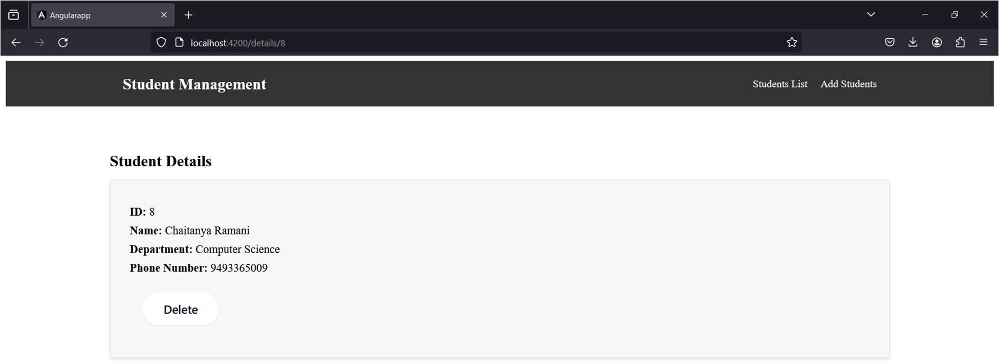 Angularapp
localhost:4200/details/8
Student Management
Students List Add Students
Student Details
ID: 8
Name: Chaitanya Ramani
Department: Computer Science
Phone Number: 9493365009
Delete